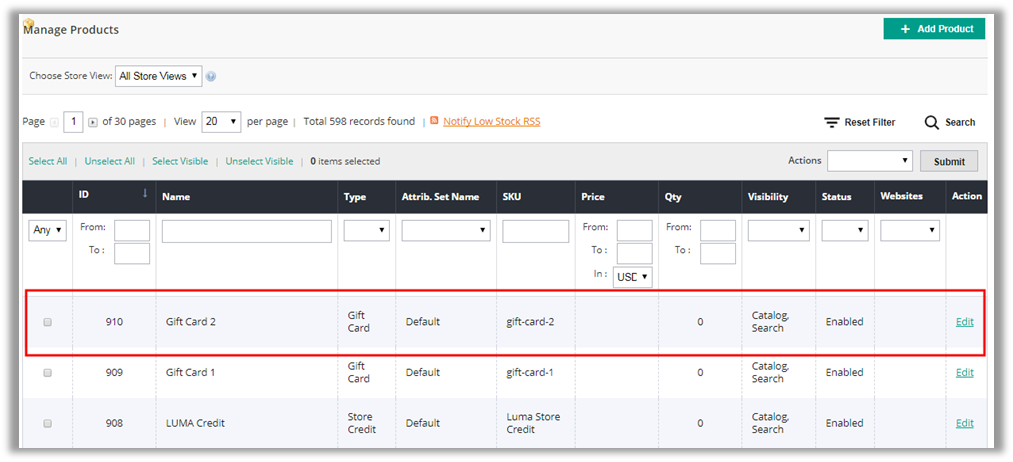 Manage Products
+ Add Product
Choose Store View: All Store Views
Page 1 of 30 pages | View 20 per page | Total 598 records found | Notify Low Stock RSS
Reset Filter Search
Select All | Unselect All | Select Visible | Unselect Visible | 0 items selected
Actions Submit
ID ↓ Name Type Attrib. Set Name SKU Price Qty Visibility Status Websites Action
Any From: From: From:
To : To : To :
In : USD
910 Gift Card 2 Gift Card Default gift-card-2 0 Catalog, Search Enabled Edit
909 Gift Card 1 Gift Card Default gift-card-1 0 Catalog, Search Enabled Edit
908 LUMA Credit Store Credit Default Luma Store Credit 0 Catalog, Search Enabled Edit